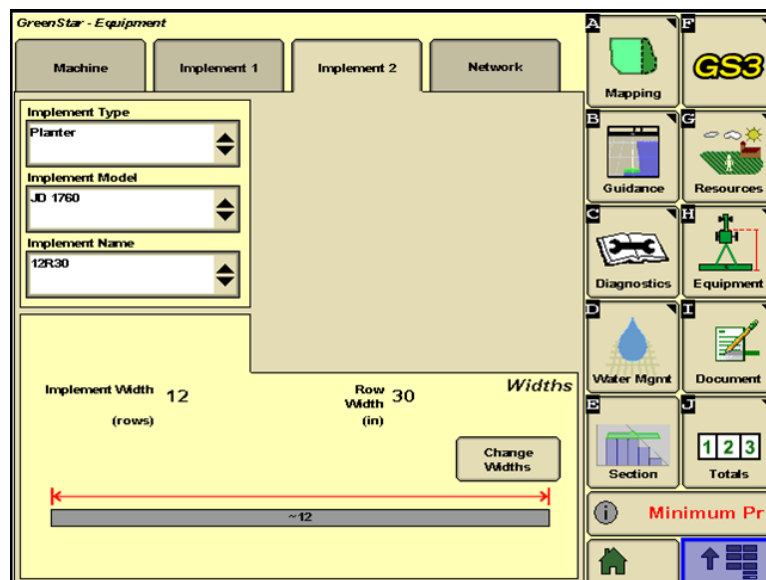 GreenStar - Equipment
Machine
Implement 1
Implement 2
Network
Implement Type
Planter
Implement Model
JD 1760
Implement Name
12R30
Implement Width 12
(rows)
Row
Width 30
(in)
Widths
Change
Widths
~12
A
Mapping
F
GS3
B
Guidance
G
Resources
C
Diagnostics
H
Equipment
D
Water Mgmt
I
Document
E
Section
J
1 2 3
Totals
i
Minimum Pr